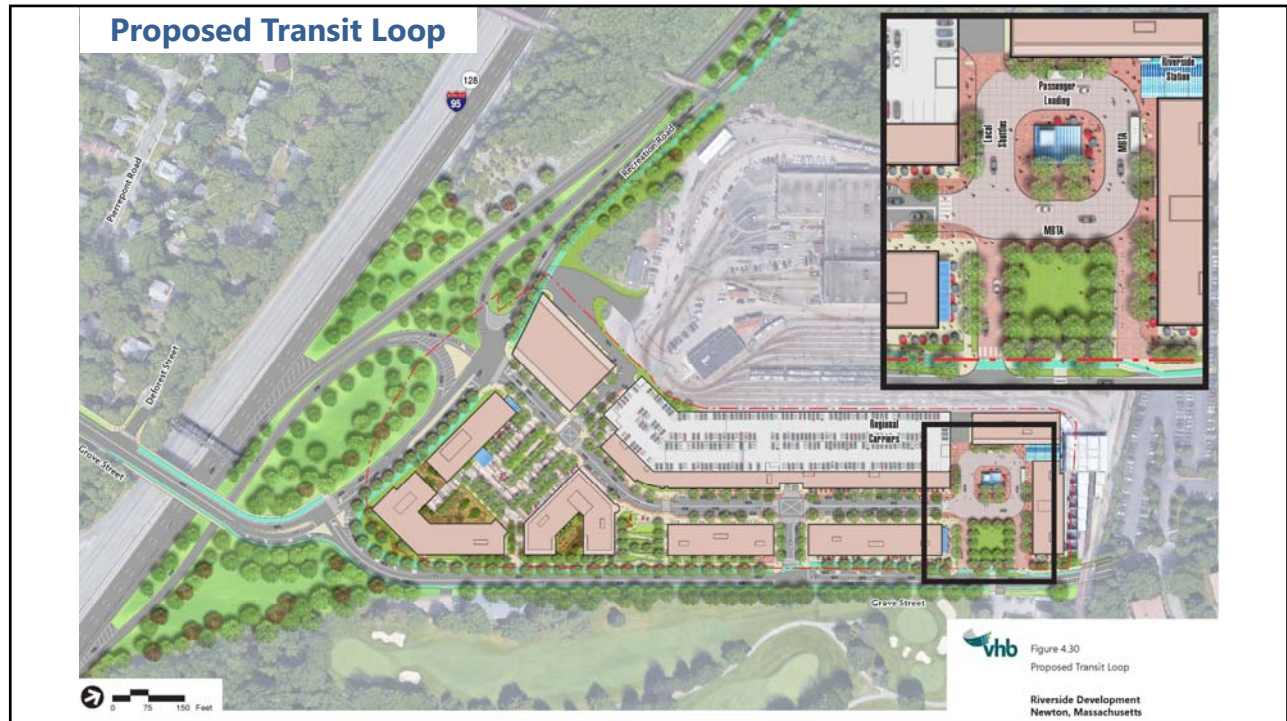 Proposed Transit Loop
128
95
Pierrepont Road
Recreation Road
Deforest Street
Grove Street
Regional
Carriers
Grove Street
Riverside
Station
Passenger
Loading
Local
Shuttles
MBTA
MBTA
vhb
Figure 4.30
Proposed Transit Loop
Riverside Development
Newton, Massachusetts
0 75 150 Feet